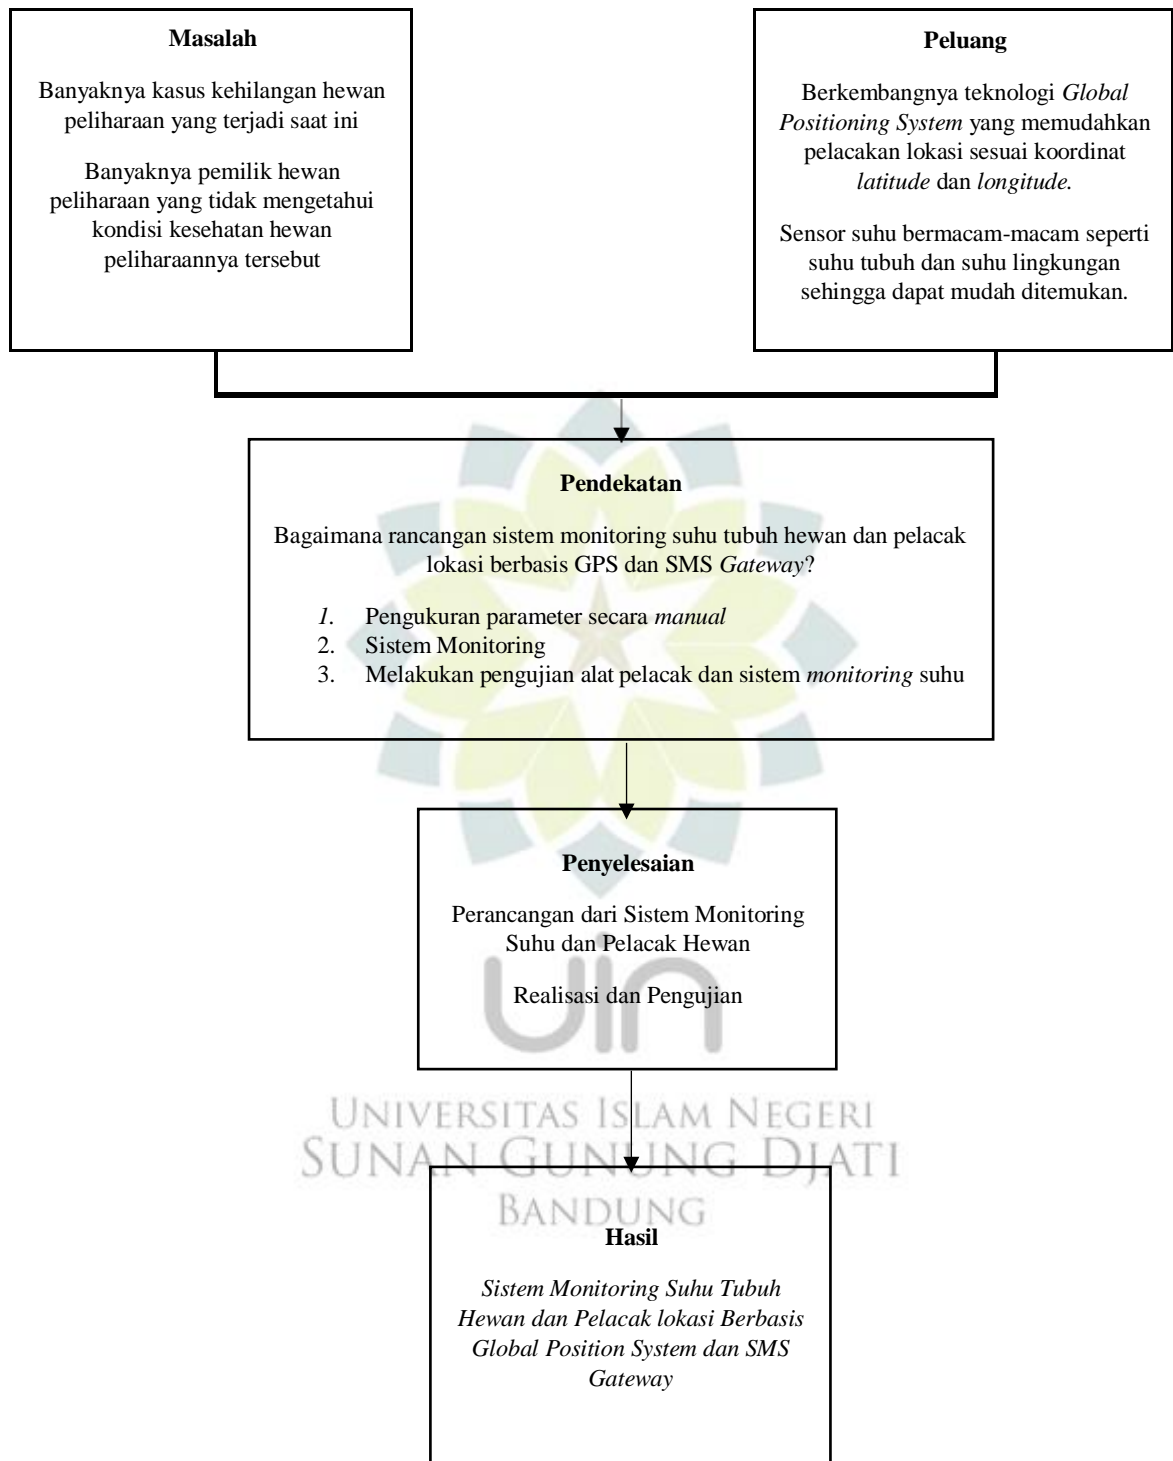 Masalah
Banyaknya kasus kehilangan hewan
peliharaan yang terjadi saat ini
Banyaknya pemilik hewan
peliharaan yang tidak mengetahui
kondisi kesehatan hewan
peliharaannya tersebut
Peluang
Berkembangnya teknologi Global
Positioning System yang memudahkan
pelacakan lokasi sesuai koordinat
latitude dan longitude.
Sensor suhu bermacam-macam seperti
suhu tubuh dan suhu lingkungan
sehingga dapat mudah ditemukan.
Pendekatan
Bagaimana rancangan sistem monitoring suhu tubuh hewan dan pelacak
lokasi berbasis GPS dan SMS Gateway?
1. Pengukuran parameter secara manual
2. Sistem Monitoring
3. Melakukan pengujian alat pelacak dan sistem monitoring suhu
Penyelesaian
Perancangan dari Sistem Monitoring
Suhu dan Pelacak Hewan
Realisasi dan Pengujian
uin
UNIVERSITAS ISLAM NEGERI
SUNAN GUNUNG DJATI
BANDUNG
Hasil
Sistem Monitoring Suhu Tubuh
Hewan dan Pelacak lokasi Berbasis
Global Position System dan SMS
Gateway